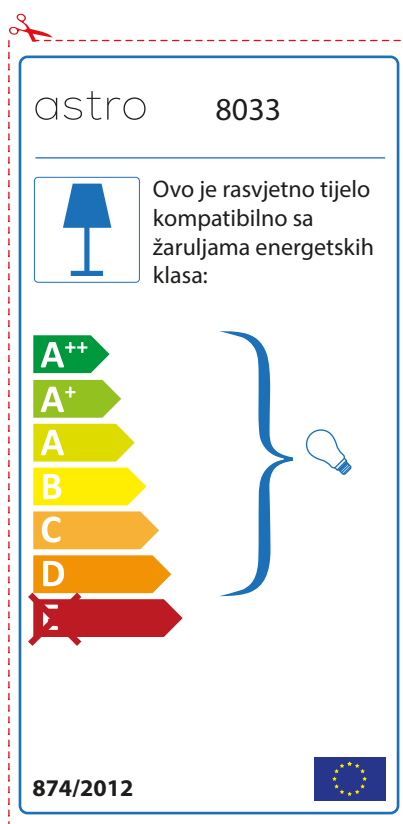 astro
8033
Ovo je rasvjetno tijelo
kompatibilno sa
žaruljama energetskih
klasa:
A++
A+
A
B
C
D
E
874/2012